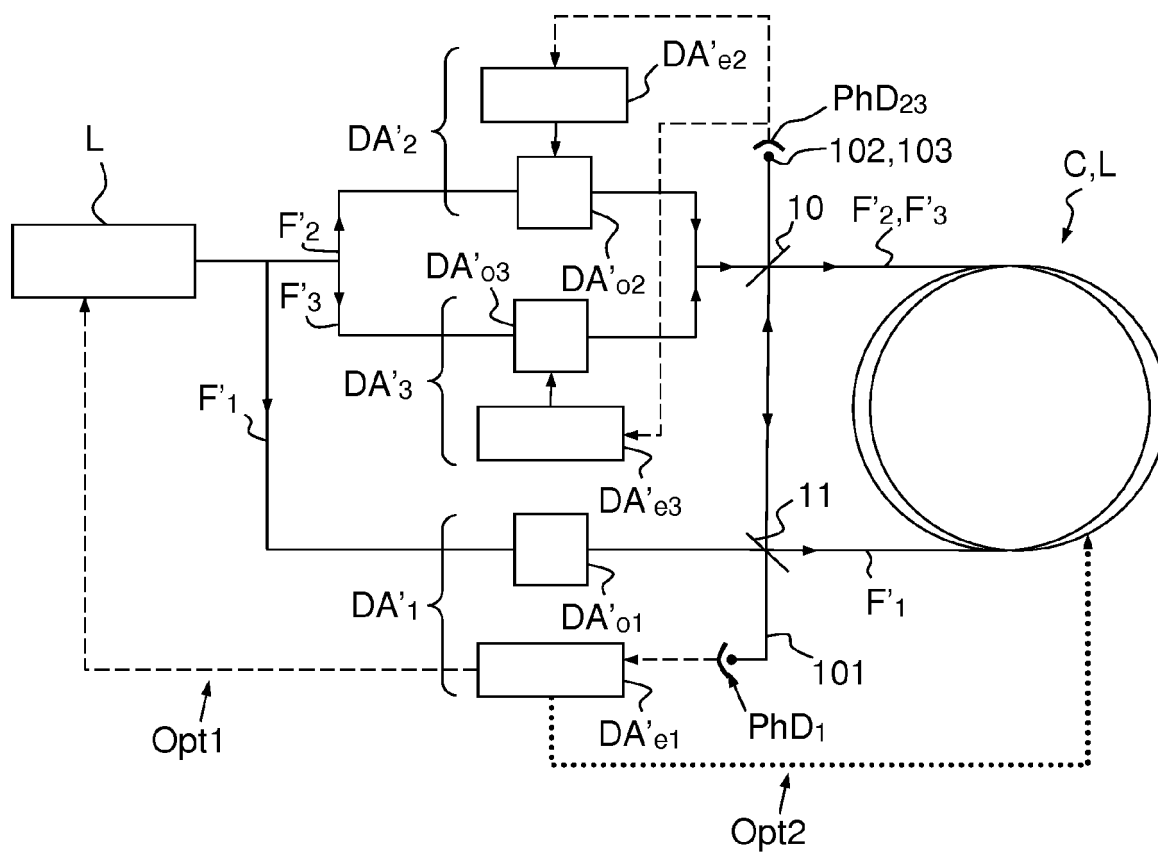 DA'e2
PhD23
L
DA'2
102,103
C,L
10
F'2
F'2,F'3
DA'o3
DA'o2
F'3
DA'3
F'1
11
DA'e3
DA'1
F'1
DA'o1
101
Opt1
DA'e1
PhD1
Opt2